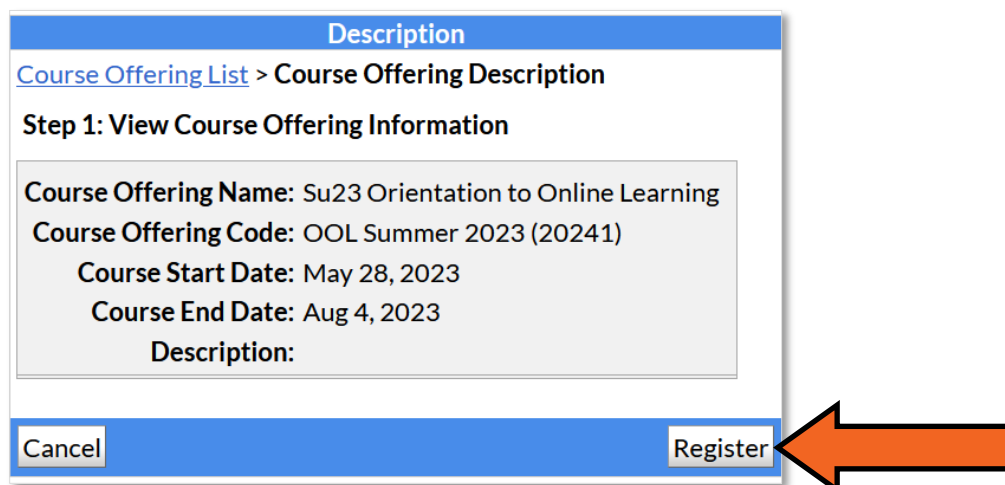 Description
Course Offering List > Course Offering Description
Step 1: View Course Offering Information
Course Offering Name: Su23 Orientation to Online Learning
Course Offering Code: OOL Summer 2023 (20241)
Course Start Date: May 28, 2023
Course End Date: Aug 4, 2023
Description:
Cancel Register